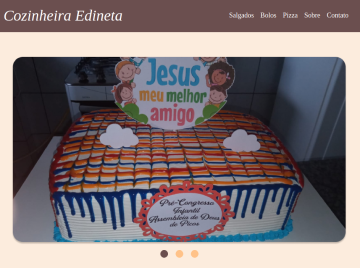 Cozinheira Edineta
Salgados Bolos Pizza Sobre Contato
Jesus
meu melhor
amigo
Pré-Congresso
Infantil
Assembleia de Deus
de Picos